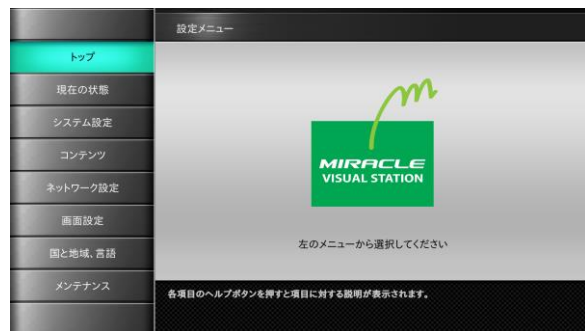 設定メニュー
トップ
現在の状態
システム設定
コンテンツ
ネットワーク設定
画面設定
国と地域、言語
メンテナンス
MIRACLE
VISUAL STATION
左のメニューから選択してください
各項目のヘルプボタンを押すと項目に対する説明が表示されます。